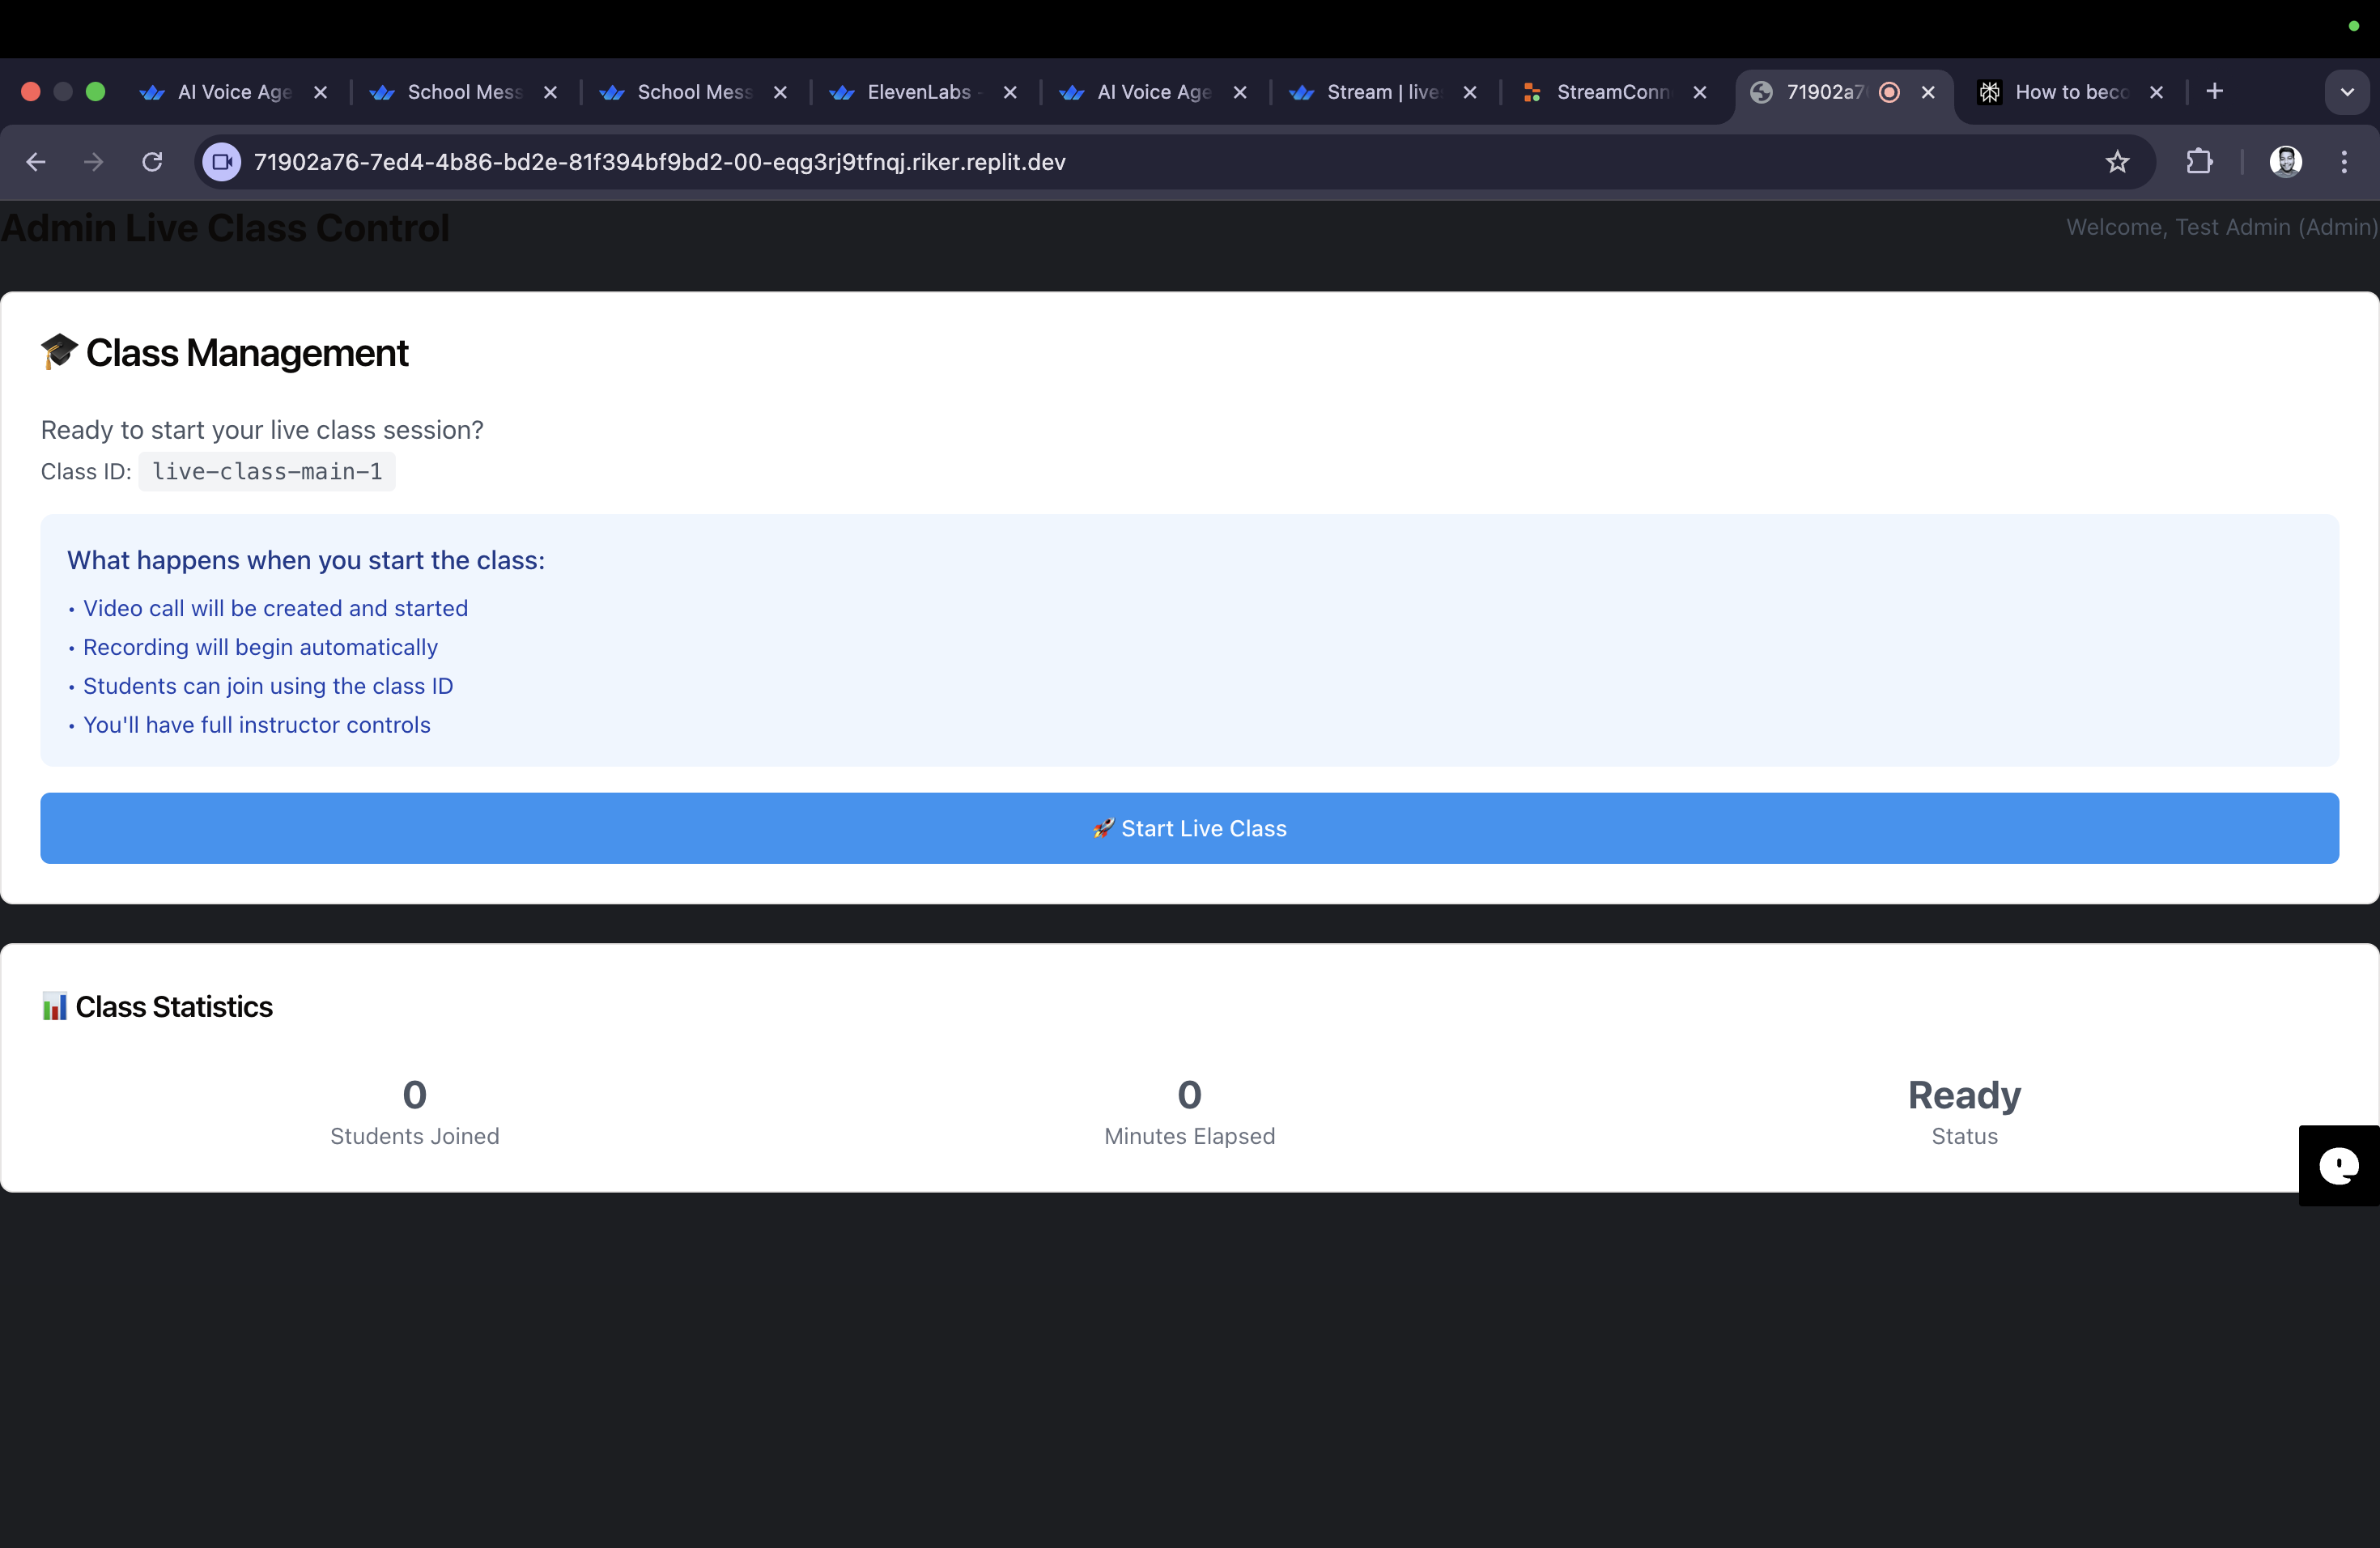 AI Voice Age
School Mess
School Mess
ElevenLabs -
AI Voice Age
Stream | live
StreamConn
71902a7
How to beco
71902a76-7ed4-4b86-bd2e-81f394bf9bd2-00-eqg3rj9tfnqj.riker.replit.dev
Admin Live Class Control
Welcome, Test Admin (Admin)
🎓 Class Management
Ready to start your live class session?
Class ID: live-class-main-1
What happens when you start the class:
• Video call will be created and started
• Recording will begin automatically
• Students can join using the class ID
• You'll have full instructor controls
🚀 Start Live Class
📊 Class Statistics
0
Students Joined
0
Minutes Elapsed
Ready
Status